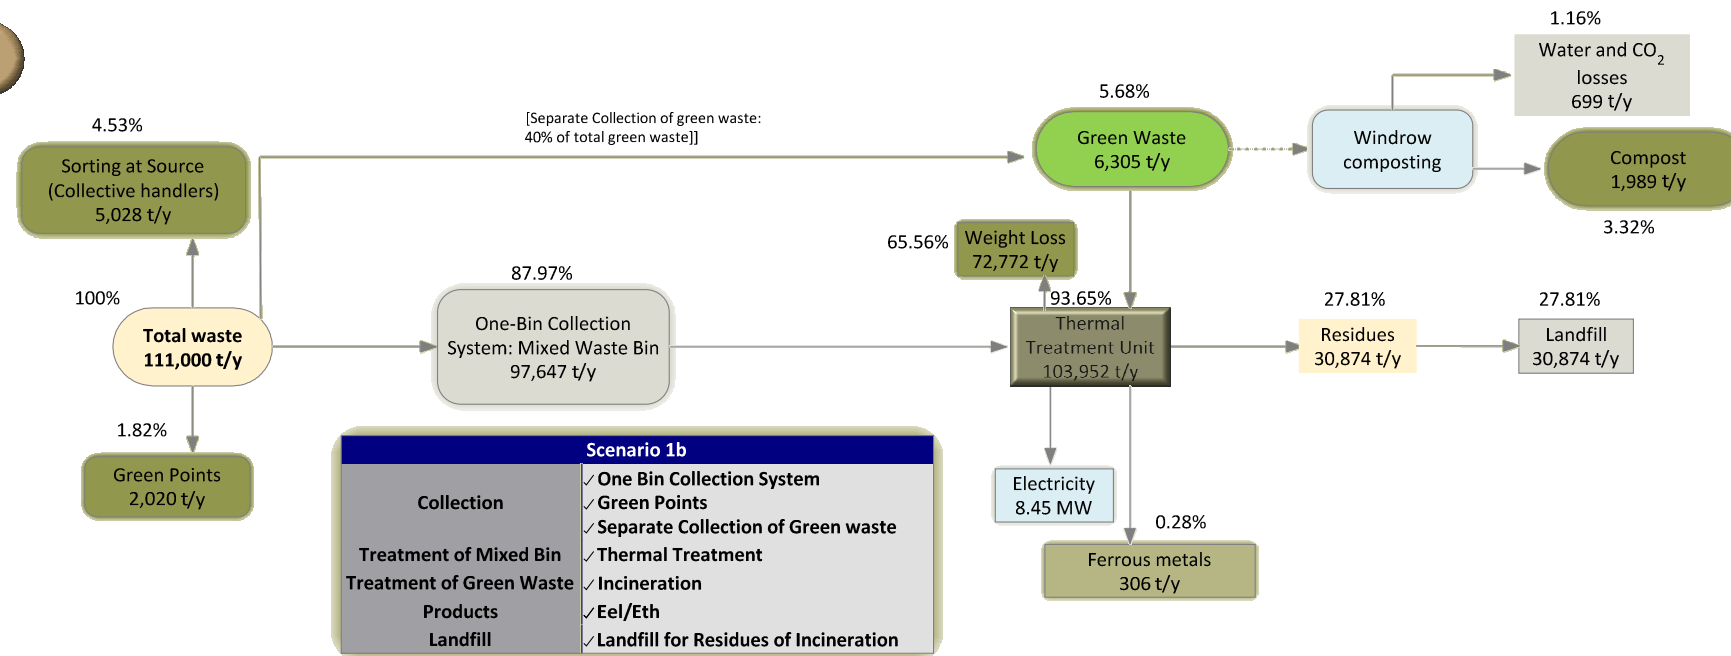 1.16%
Water and CO2
losses
699 t/y
5.68%
[Separate Collection of green waste:
40% of total green waste]]
4.53%
Green Waste
6,305 t/y
Windrow
composting
Sorting at Source
(Collective handlers)
5,028 t/y
Compost
1,989 t/y
3.32%
65.56%
Weight Loss
72,772 t/y
87.97%
100%
Total waste
111,000 t/y
One-Bin Collection
System: Mixed Waste Bin
97,647 t/y
93.65%
Thermal
Treatment Unit
103,952 t/y
27.81%
Residues
30,874 t/y
27.81%
Landfill
30,874 t/y
1.82%
Green Points
2,020 t/y
Electricity
8.45 MW
0.28%
Ferrous metals
306 t/y
Scenario 1b
Collection
✓One Bin Collection System
✓Green Points
✓Separate Collection of Green waste
Treatment of Mixed Bin ✓Thermal Treatment
Treatment of Green Waste ✓Incineration
Products ✓Eel/Eth
Landfill ✓Landfill for Residues of Incineration